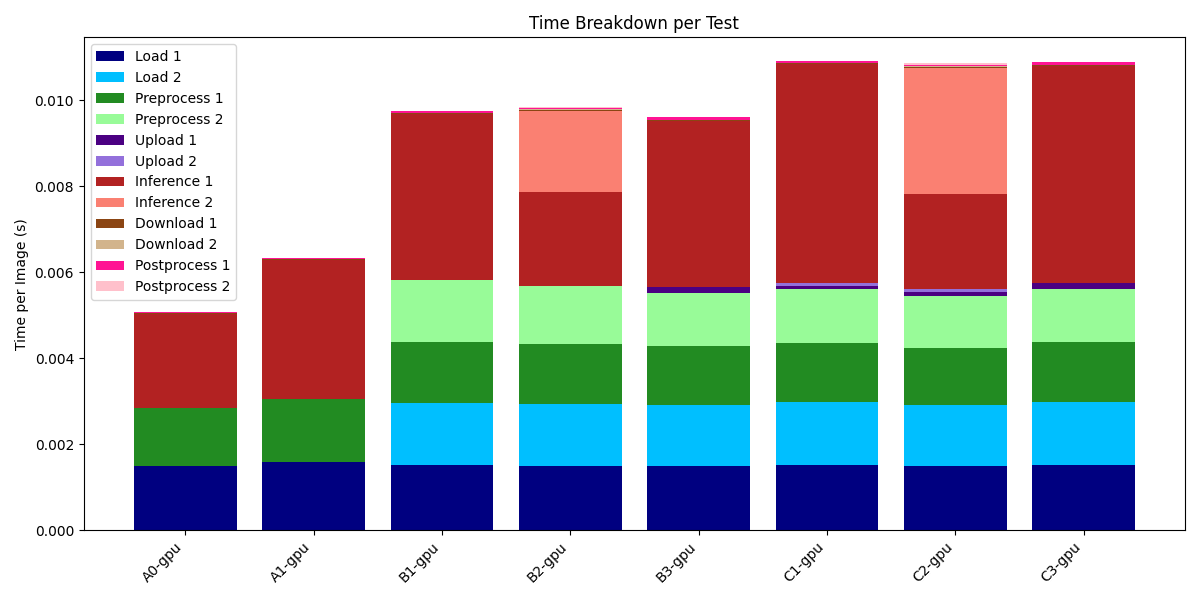 Time Breakdown per Test
Load 1
Load 2
Preprocess 1
Preprocess 2
Upload 1
Upload 2
Inference 1
Inference 2
Download 1
Download 2
Postprocess 1
Postprocess 2
Time per Image (s)
0.010
0.008
0.006
0.004
0.002
0.000
A0-gpu
A1-gpu
B1-gpu
B2-gpu
B3-gpu
C1-gpu
C2-gpu
C3-gpu